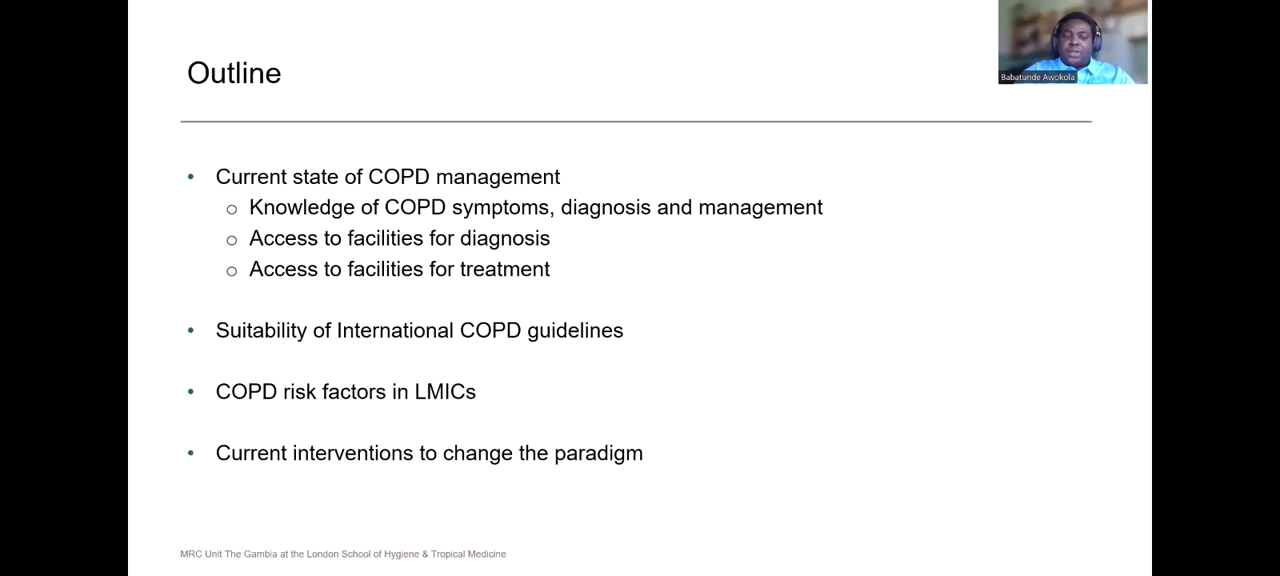 Babatunde Awokola
Outline
• Current state of COPD management
o Knowledge of COPD symptoms, diagnosis and management
o Access to facilities for diagnosis
o Access to facilities for treatment
• Suitability of International COPD guidelines
• COPD risk factors in LMICs
• Current interventions to change the paradigm
MRC Unit The Gambia at the London School of Hygiene & Tropical Medicine